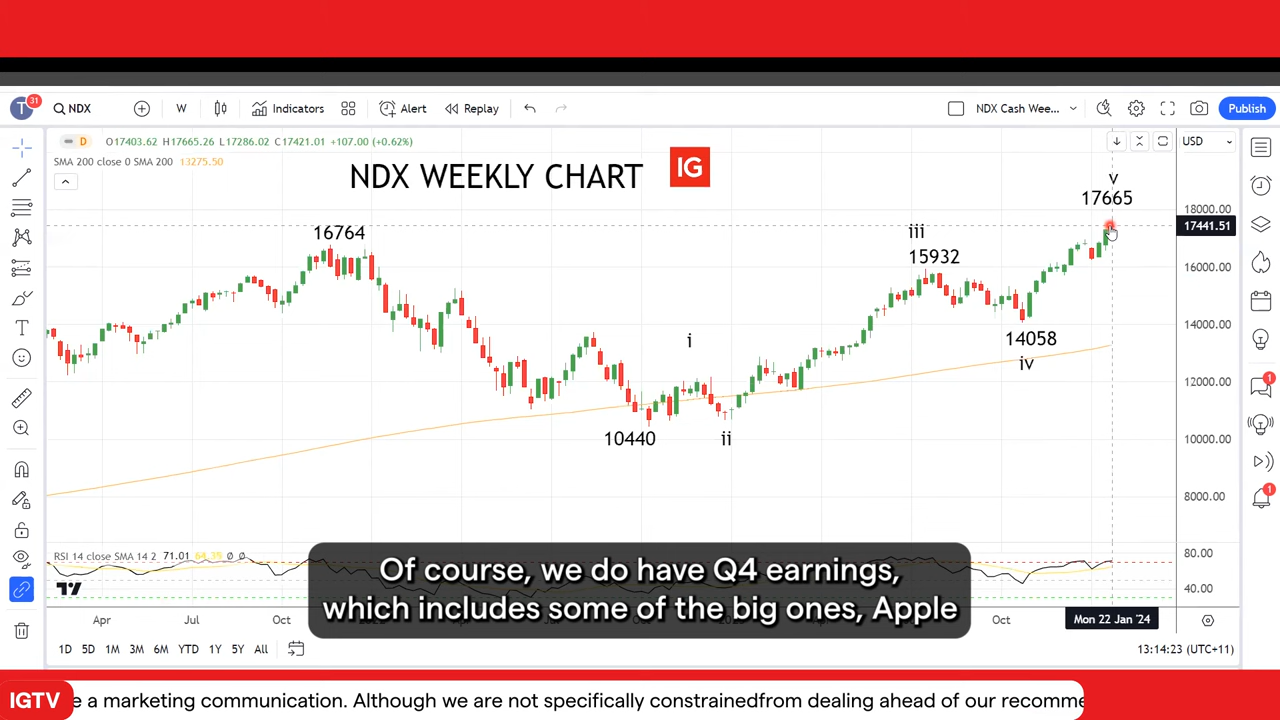 T
31
NDX
W
Indicators
Alert
Replay
NDX Cash Wee...
Publish
D O17403.62 H17665.26 L17286.02 C17421.01 +107.00 (+0.62%)
USD
SMA 200 close 0 SMA 200 13275.50
NDX WEEKLY CHART
IG
v
17665
18000.00
17441.51
16764
iii
15932
16000.00
i
14058
iv
14000.00
12000.00
10440
ii
10000.00
8000.00
RSI 14 close SMA 14 2 71.01 64.35 Ø Ø
80.00
40.00
Of course, we do have Q4 earnings,
which includes some of the big ones, Apple
Apr
Jul
Oct
Oct
Mon 22 Jan '24
1D 5D 1M 3M 6M YTD 1Y 5Y All
13:14:23 (UTC+11)
1
1
IGTV
e a marketing communication. Although we are not specifically constrainedfrom dealing ahead of our recomme